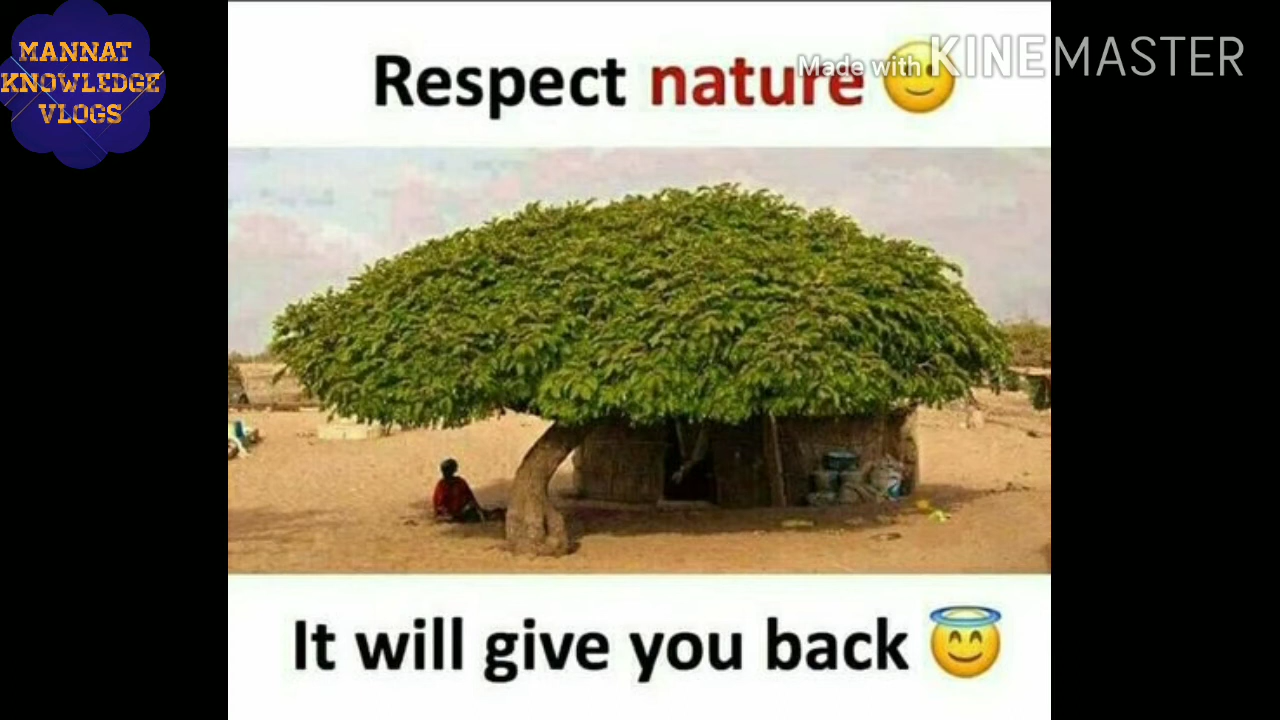 MANNAT
KNOWLEDGE
VLOGS
Made with KINEMASTER
Respect nature 😉
It will give you back 😇